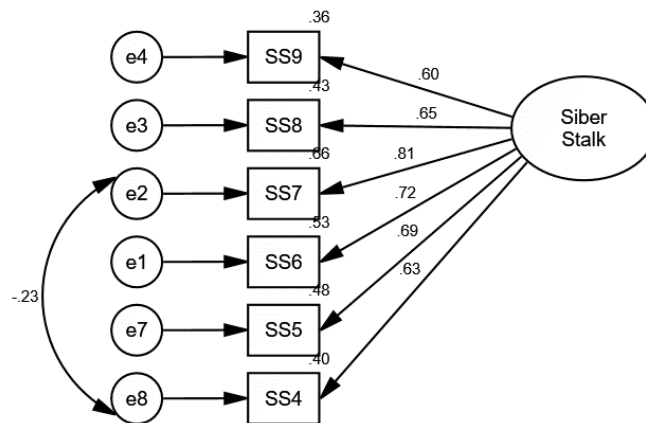 .36
e4
SS9
.60
.43
e3
SS8
.65
Siber
Stalk
.66
e2
SS7
.81
.72
.53
e1
SS6
.69
.48
.63
-.23
e7
SS5
.40
e8
SS4